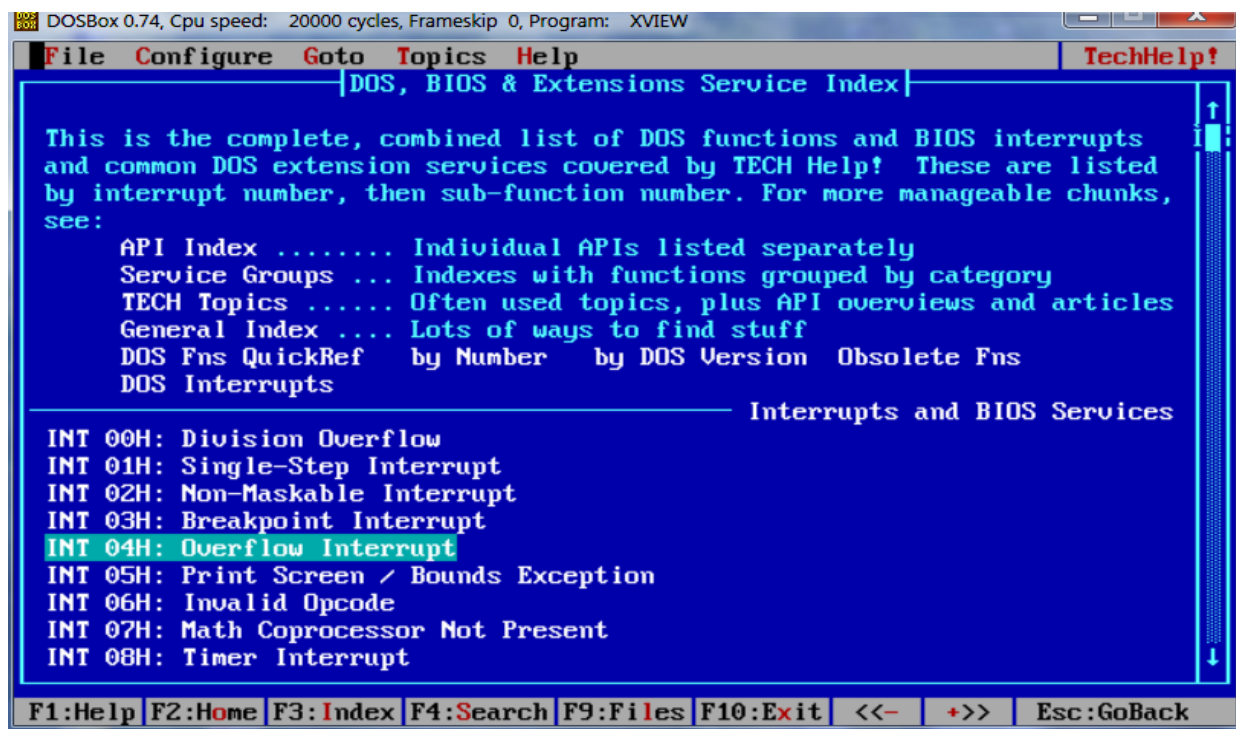 DOSBox 0.74, Cpu speed: 20000 cycles, Frameskip 0, Program: XVIEW
File Configure Goto Topics Help TechHelp!
DOS, BIOS & Extensions Service Index
This is the complete, combined list of DOS functions and BIOS interrupts
and common DOS extension services covered by TECH Help! These are listed
by interrupt number, then sub-function number. For more manageable chunks,
see:
API Index ........ Individual APIs listed separately
Service Groups ... Indexes with functions grouped by category
TECH Topics ...... Often used topics, plus API overviews and articles
General Index .... Lots of ways to find stuff
DOS Fns QuickRef by Number by DOS Version Obsolete Fns
DOS Interrupts
Interrupts and BIOS Services
INT 00H: Division Overflow
INT 01H: Single-Step Interrupt
INT 02H: Non-Maskable Interrupt
INT 03H: Breakpoint Interrupt
INT 04H: Overflow Interrupt
INT 05H: Print Screen / Bounds Exception
INT 06H: Invalid Opcode
INT 07H: Math Coprocessor Not Present
INT 08H: Timer Interrupt
F1:Help F2:Home F3:Index F4:Search F9:Files F10:Exit <<- +>> Esc:GoBack